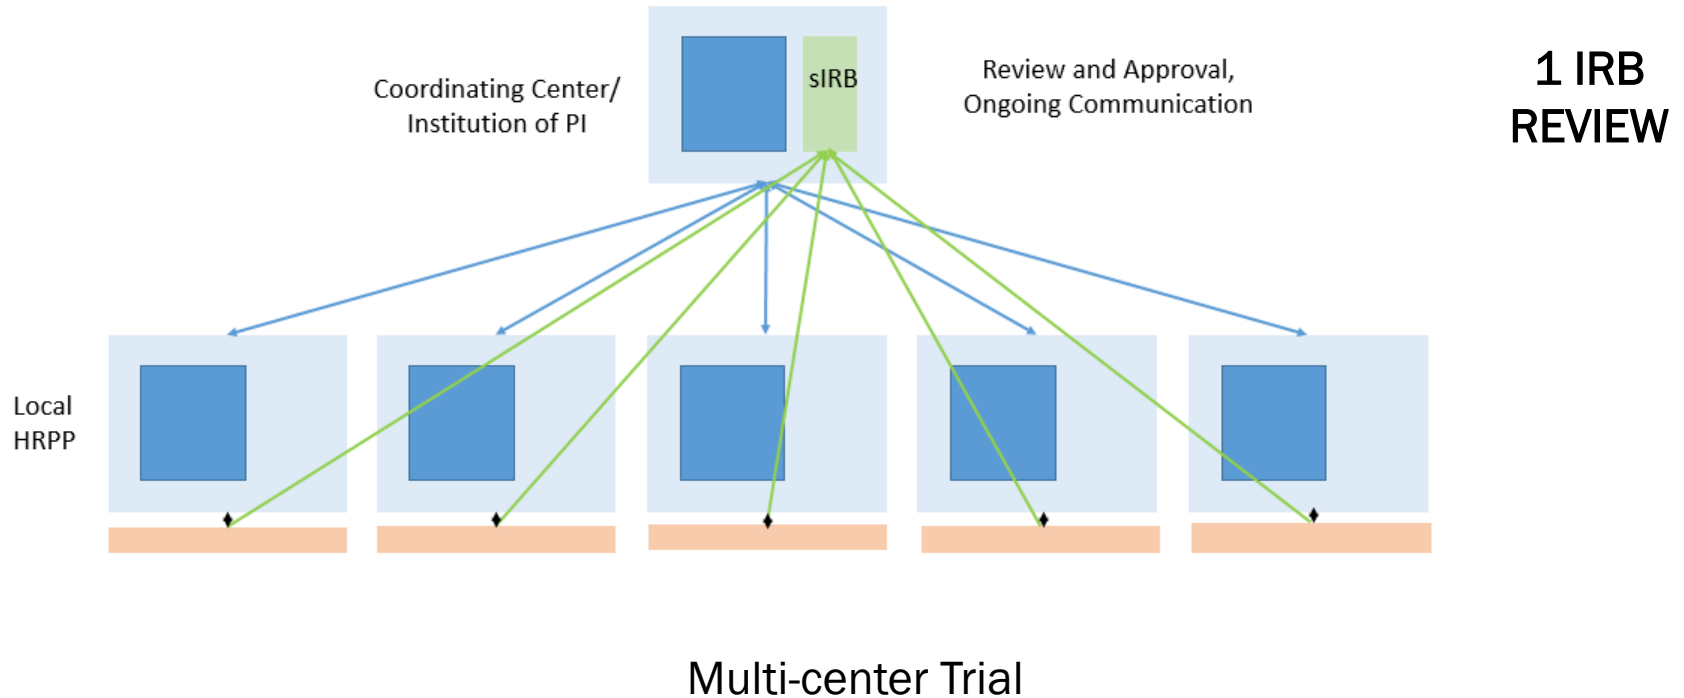 Coordinating Center/
Institution of PI
sIRB
Review and Approval,
Ongoing Communication
1 IRB
REVIEW
Local
HRPP
Multi-center Trial